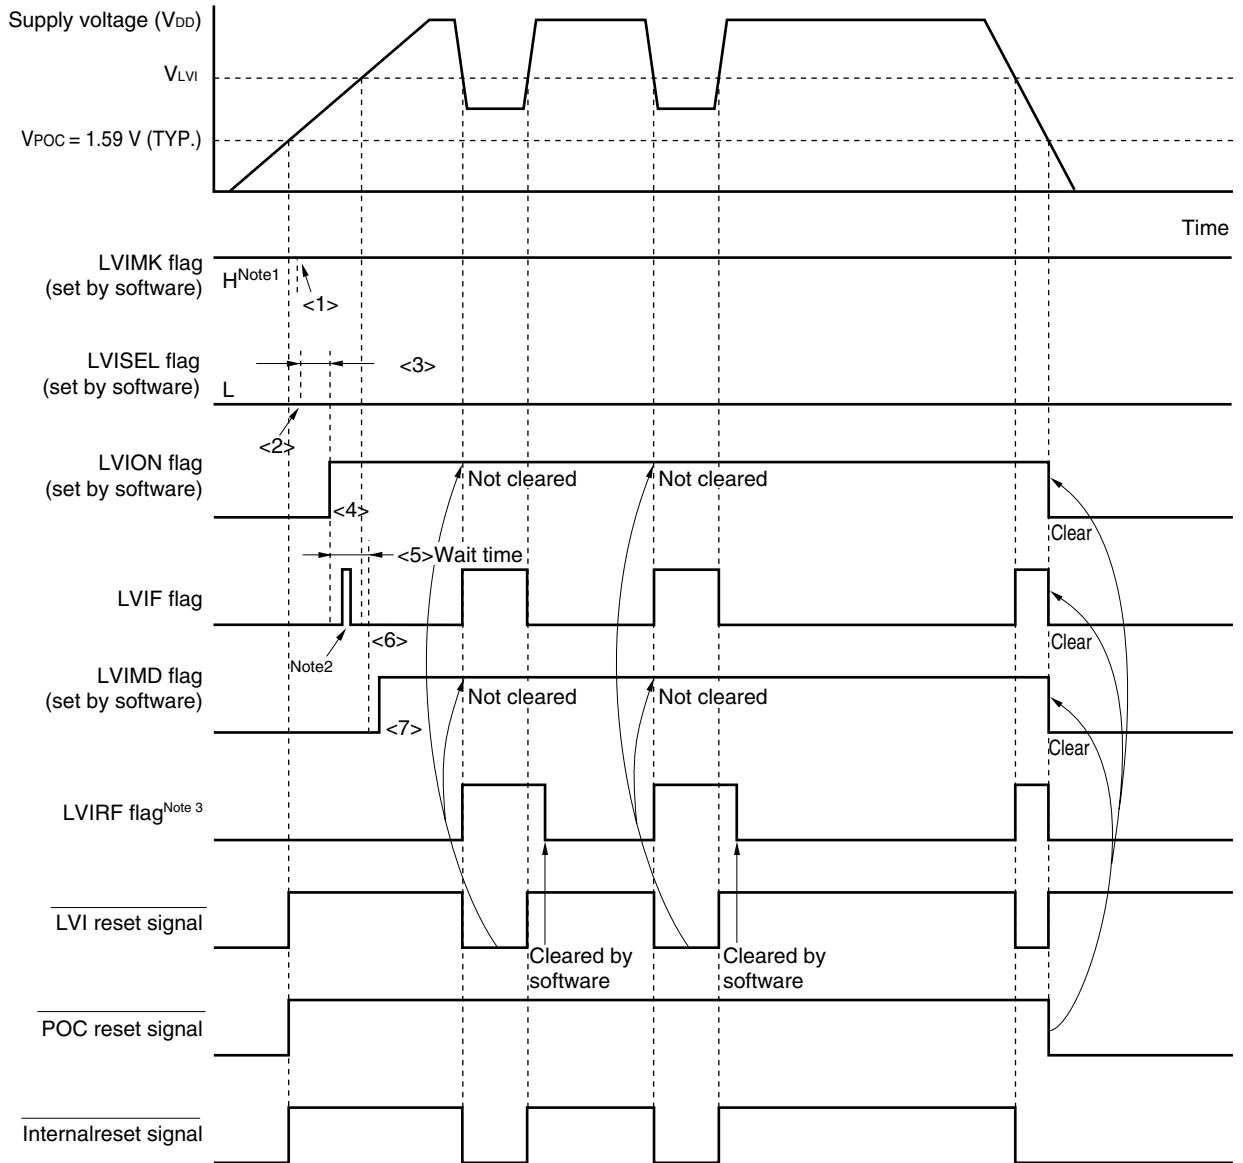 Supply voltage (VDD)
VLVI
VPOC = 1.59 V (TYP.)
Time
LVIMK flag
(set by software)
H Note1
<1>
LVISEL flag
(set by software)
<3>
L
<2>
LVION flag
(set by software)
Not cleared
Not cleared
<4>
Clear
<5>Wait time
LVIF flag
<6>
Clear
Note2
LVIMD flag
(set by software)
Not cleared
Not cleared
<7>
Clear
LVIRF flag Note 3
LVI reset signal
Cleared by
software
Cleared by
software
POC reset signal
Internalreset signal